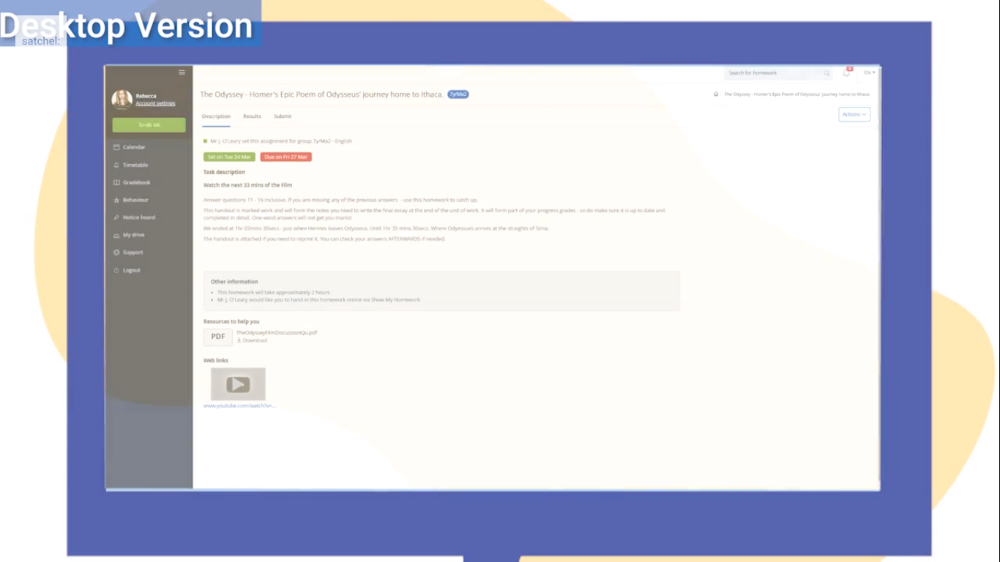 Desktop Version
satchel:
Search for homework
EN
Rebecca
Account settings
The Odyssey - Homer's Epic Poem of Odysseus' journey home to Ithaca. 7y/Ma2
The Odyssey - Homer's Epic Poem of Odysseus' journey home to Ithaca.
To-do list
Description Results Submit
Actions
Calendar
Timetable
Gradebook
Behaviour
Notice board
My drive
Support
Logout
Mr J. O'Leary set this assignment for group 7y/Ma2 - English
Set on Tue 24 Mar Due on Fri 27 Mar
Task description
Watch the next 33 mins of the Film
Answer questions 11 - 16 inclusive. If you are missing any of the previous answers - use this homework to catch up.
This handout is marked work and will form the notes you need to write the final essay at the end of the unit of work. It will form part of your progress grades - so do make sure it is up to date and
completed in detail. One word answers will not get you marks!
We ended at 1hr 02mins 30secs - just when Hermes leaves Odysseus. Until 1hr 35 mins 30secs. Where Odyessues arrives at the straights of Sima.
The handout is attached if you need to reprint it. You can check your answers AFTERWARDS if needed.
Other information
This homework will take approximately 2 hours
Mr J. O'Leary would like you to hand in this homework online via Show My Homework
Resources to help you
PDF
TheOdysseyFilmDiscussionQu.pdf
Download
Web links
www.youtube.com/watch?v=...